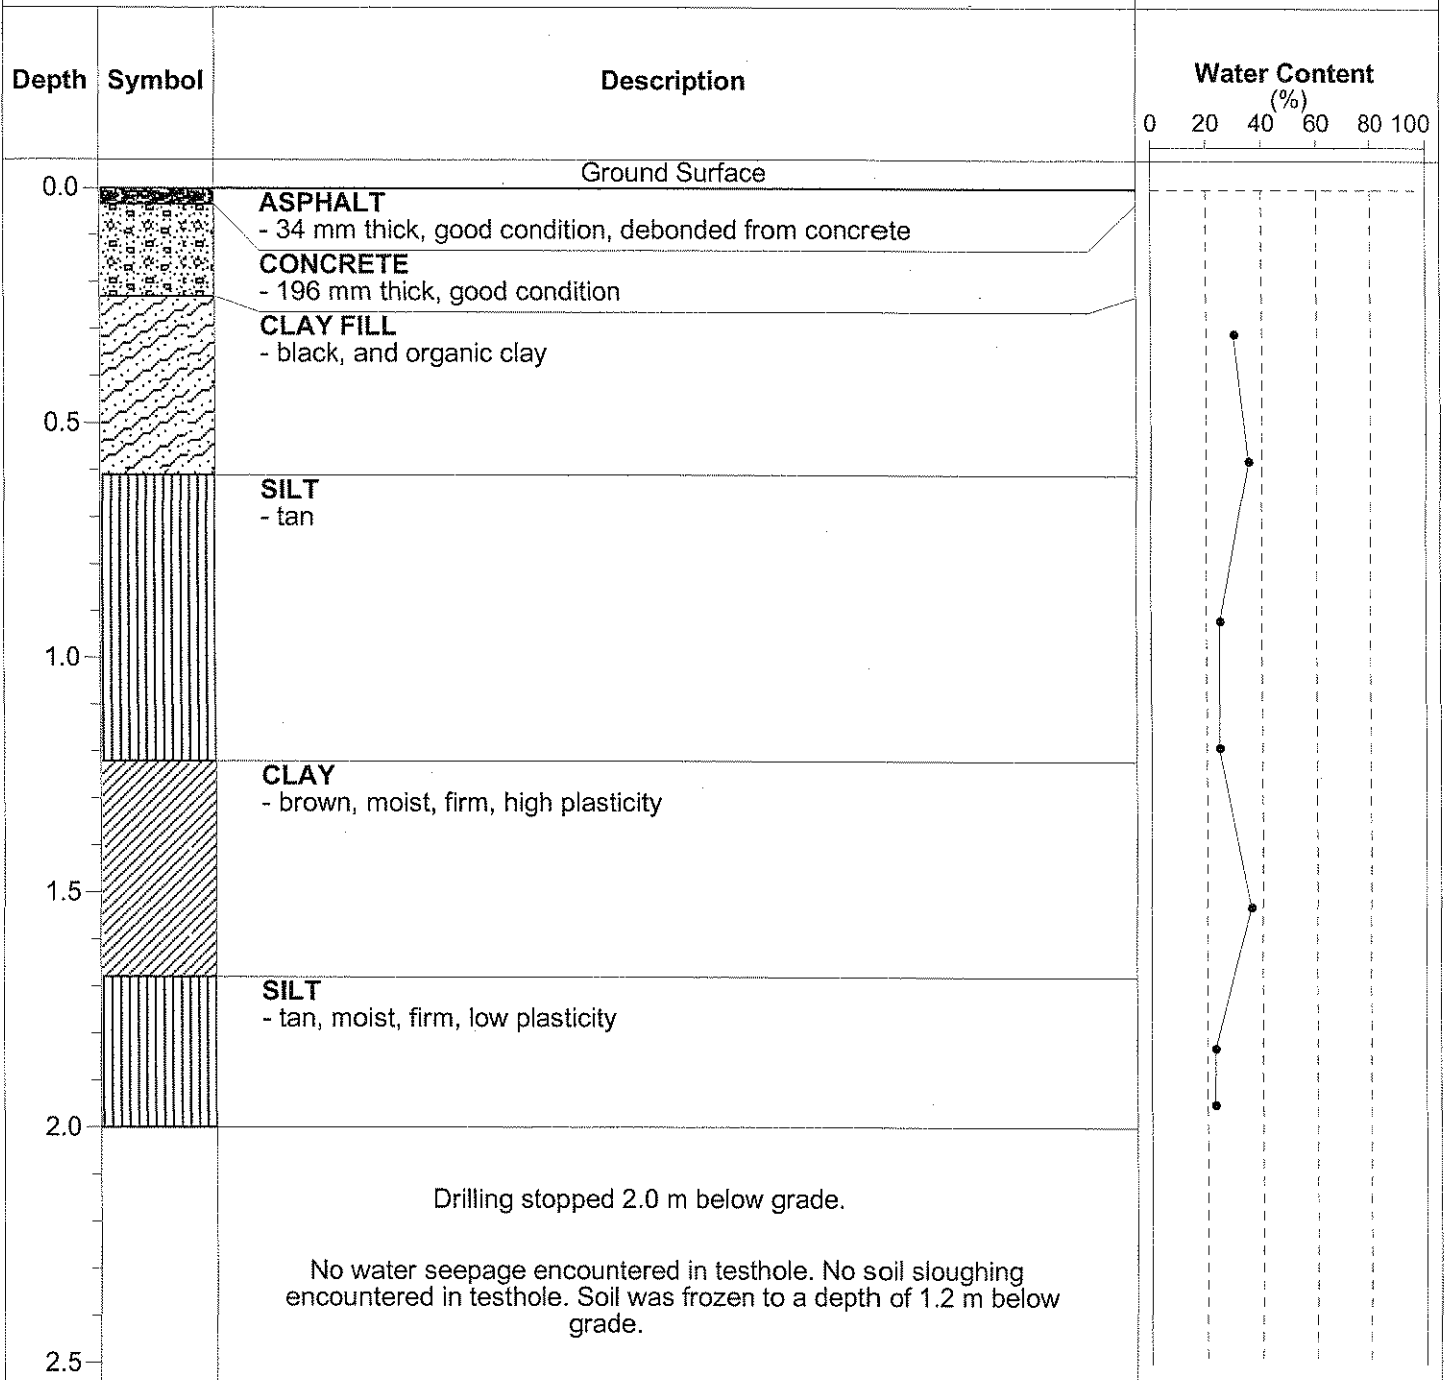 Depth
Symbol
Description
Water Content
(%)
0 20 40 60 80 100
Ground Surface
0.0
ASPHALT
- 34 mm thick, good condition, debonded from concrete
CONCRETE
- 196 mm thick, good condition
CLAY FILL
- black, and organic clay
0.5
SILT
- tan
1.0
CLAY
- brown, moist, firm, high plasticity
1.5
SILT
- tan, moist, firm, low plasticity
2.0
Drilling stopped 2.0 m below grade.
No water seepage encountered in testhole. No soil sloughing
encountered in testhole. Soil was frozen to a depth of 1.2 m below
grade.
2.5